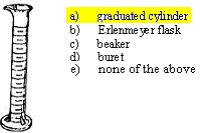 a) graduated cylinder
b) Erlenmeyer flask
c) beaker
d) buret
e) none of the above